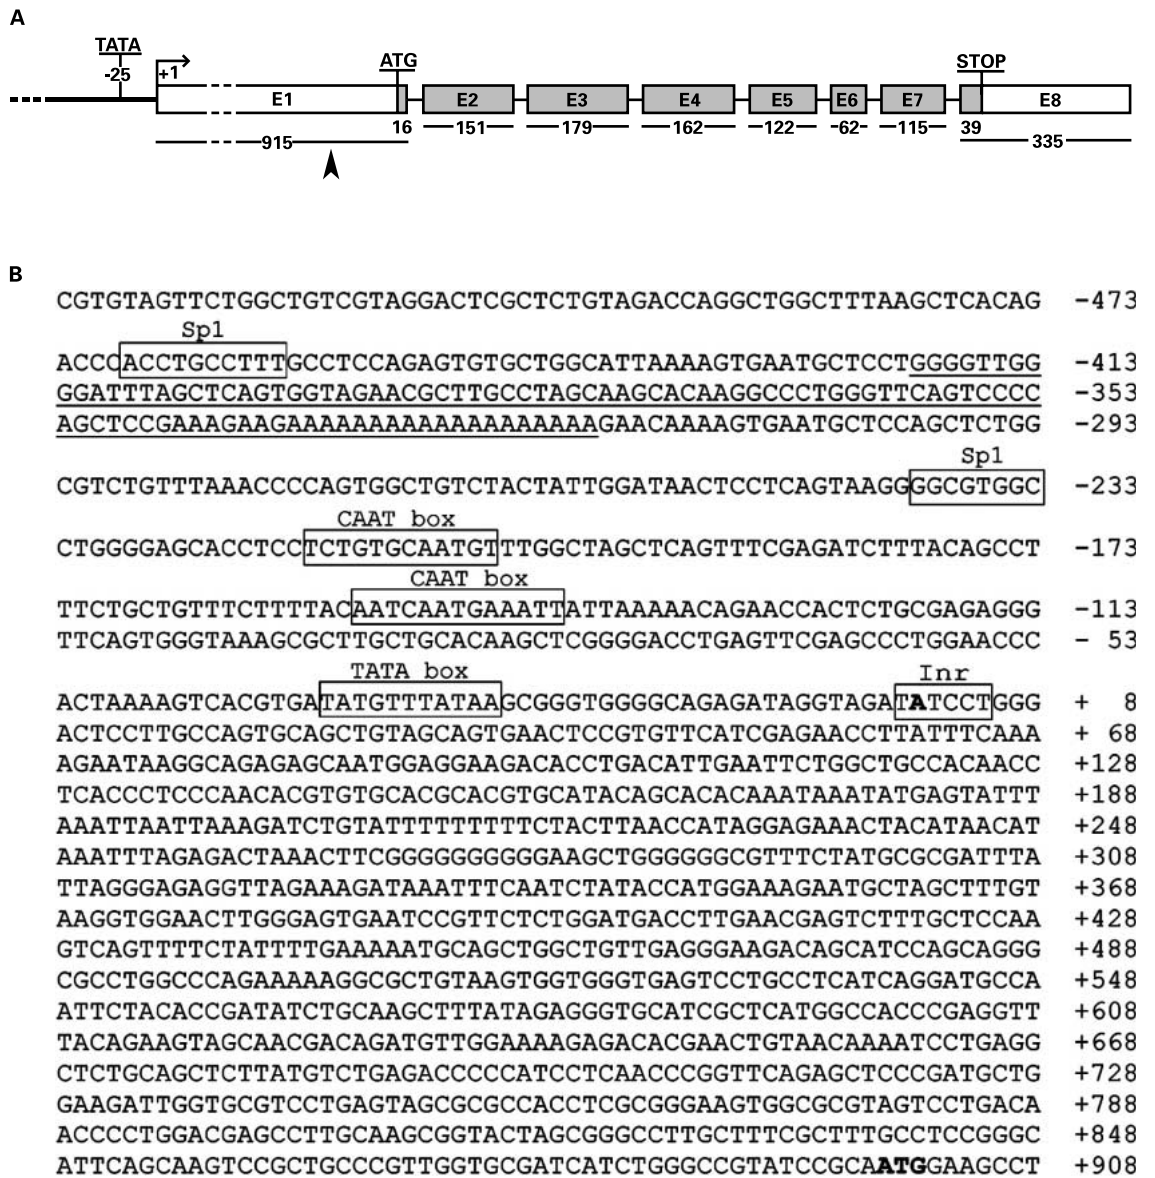 A
TATA
-25
+1
ATG
STOP
E1 E2 E3 E4 E5 E6 E7 E8
16 151 179 162 122 62 115 39
915 335
B
CGTGTAGTTCTGGCTGTCGTAGGACTCGCTCTGTAGACCAGGCTGGCTTTAAGCTCACAG -473
Sp1
ACCCACCTGCCTTTGCCTCCAGAGTGTGCTGGCATTAAAAGTGAATGCTCCTGGGGTTGG -413
GGATTTAGCTCAGTGGTAGAACGCTTGCCTAGCAAGCACAAGGCCCTGGGTTCAGTCCCC -353
AGCTCCGAAAGAAGAAAAAAAAAAAAAAAAAAAAGAACAAAAGTGAATGCTCCAGCTCTGG -293
Sp1
CGTCTGTTTAAACCCCAGTGGCTGTCTACTATTGGATAACTCCTCAGTAAGGGGCGTGGC -233
CAAT box
CTGGGGAGCACCTCCTCTGTGCAATGTTTGGCTAGCTCAGTTTCGAGATCTTTACAGCCT -173
CAAT box
TTCTGCTGTTTCTTTTACAATCAATGAAATTATTAAAAACAGAACCACTCTGCGAGAGGG -113
TTCAGTGGGTAAAGCGCTTGCTGCACAAGCTCGGGGACCTGAGTTCGAGCCCTGGAACCC - 53
TATA box Inr
ACTAAAAGTCACGTGATATGTTTATAAGCGGGTGGGGCAGAGATAGGTAGATATCCTGGG + 8
ACTCCTTGCCAGTGCAGCTGTAGCAGTGAACTCCGTGTTCATCGAGAACCTTATTTCAAA + 68
AGAATAAGGCAGAGAGCAATGGAGGAAGACACCTGACATTGAATTCTGGCTGCCACAACC +128
TCACCCTCCCAACACGTGTGCACGCACGTGCATACAGCACACAAATAAATATGAGTATTT +188
AAATTAATTAAAGATCTGTATTTTTTTTTCTACTTAACCATAGGAGAAACTACATAACAT +248
AAATTTAGAGACTAAACTTCGGGGGGGGGGAAGCTGGGGGGCGTTTCTATGCGCGATTTA +308
TTAGGGAGAGGTTAGAAAGATAAATTTCAATCTATACCATGGAAAGAATGCTAGCTTTGT +368
AAGGTGGAACTTGGGAGTGAATCCGTTCTCTGGATGACCTTGAACGAGTCTTTGCTCCAA +428
GTCAGTTTTCTATTTTGAAAAATGCAGCTGGCTGTTGAGGGAAGACAGCATCCAGCAGGG +488
CGCCTGGCCCAGAAAAAGGCGCTGTAAGTGGTGGGTGAGTCCTGCCTCATCAGGATGCCA +548
ATTCTACACCGATATCTGCAAGCTTTATAGAGGGTGCATCGCTCATGGCCACCCGAGGTT +608
TACAGAAGTAGCAACGACAGATGTTGGAAAAGAGACACGAACTGTAACAAAATCCTGAGG +668
CTCTGCAGCTCTTATGTCTGAGACCCCCATCCTCAACCCGGTTCAGAGCTCCCGATGCTG +728
GAAGATTGGTGCGTCCTGAGTAGCGCGCCACCTCGCGGGAAGTGGCGCGTAGTCCTGACA +788
ACCCCTGGACGAGCCTTGCAAGCGGTACTAGCGGGCCTTGCTTTCGCTTTGCCTCCGGGC +848
ATTCAGCAAGTCCGCTGCCCGTTGGTGCGATCATCTGGGCCGTATCCGCAATGGAAGCCT +908